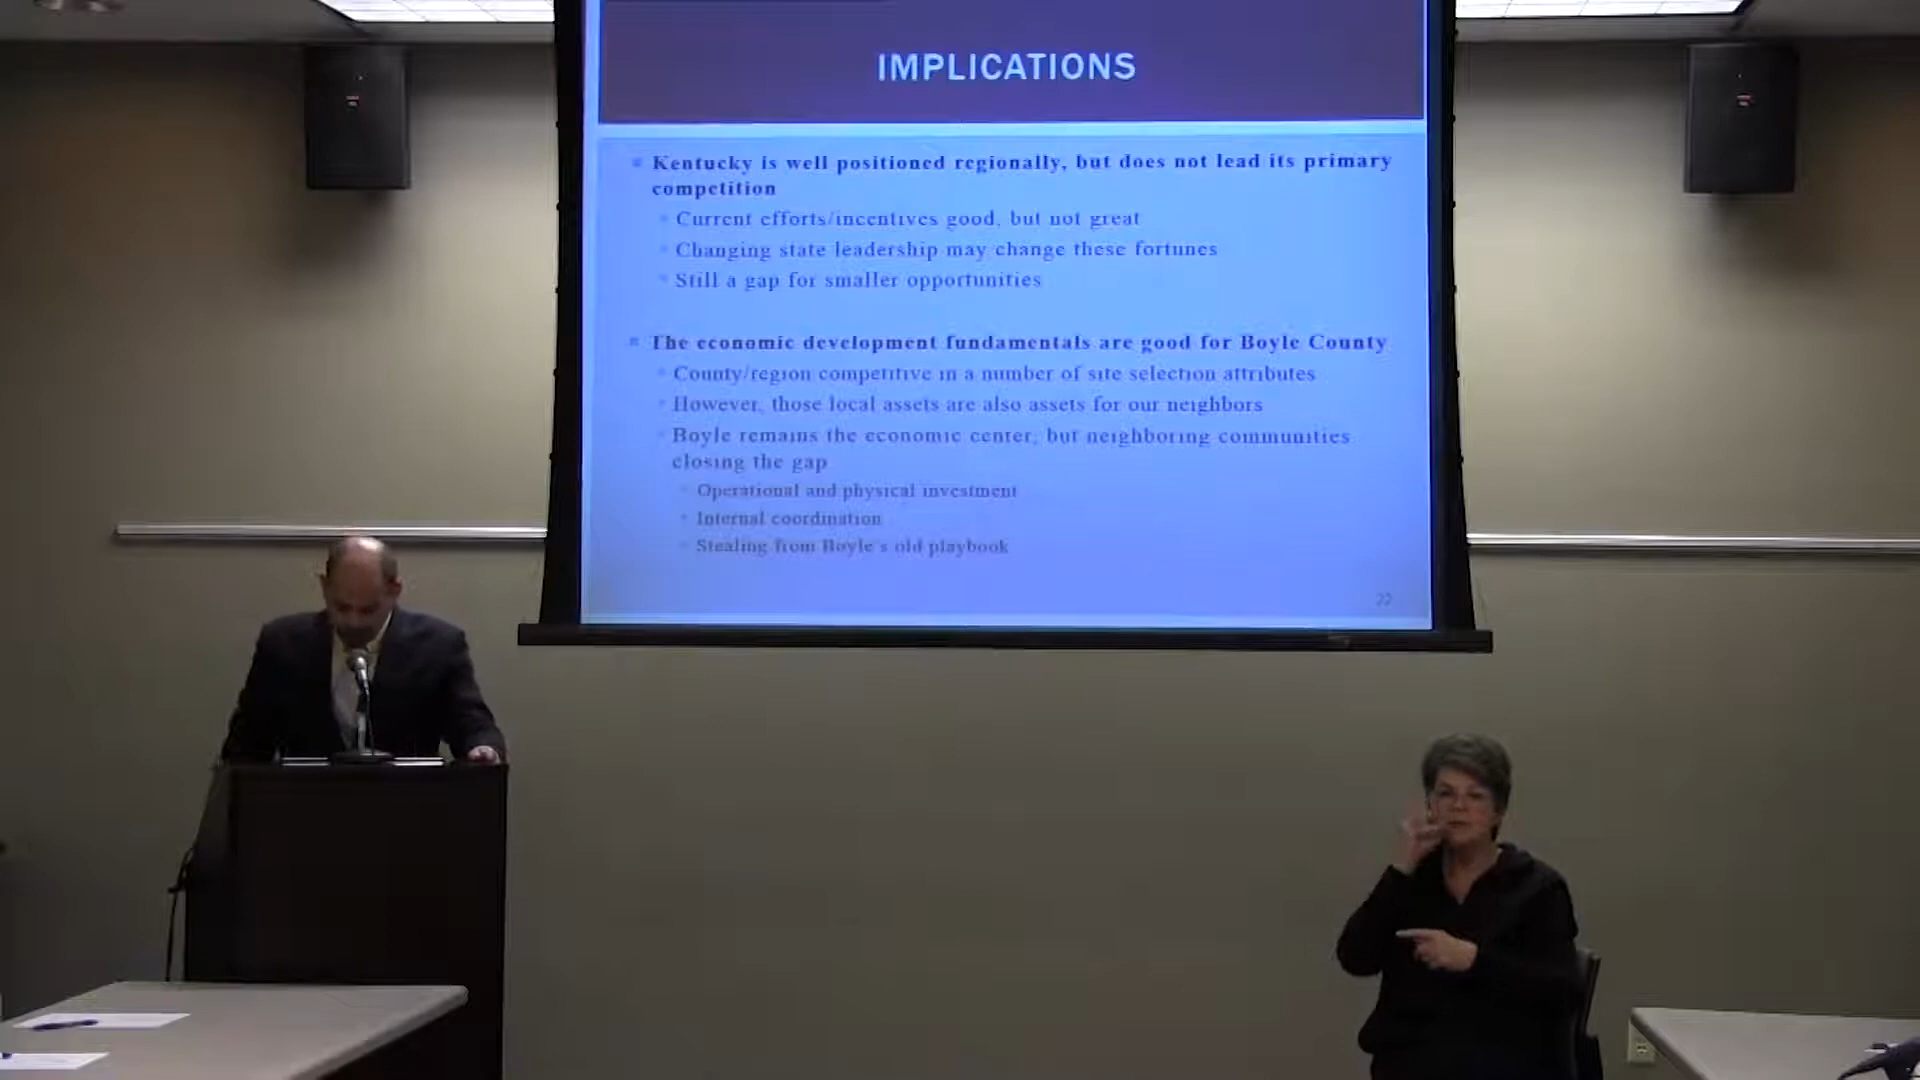 IMPLICATIONS
Kentucky is well positioned regionally, but does not lead its primary
competition
Current efforts/incentives good, but not great
Changing state leadership may change these fortunes
Still a gap for smaller opportunities
The economic development fundamentals are good for Boyle County
County/region competitive in a number of site selection attributes
However, those local assets are also assets for our neighbors
Boyle remains the economic center, but neighboring communities
closing the gap
Operational and physical investment
Internal coordination
Stealing from Boyle's old playbook
22